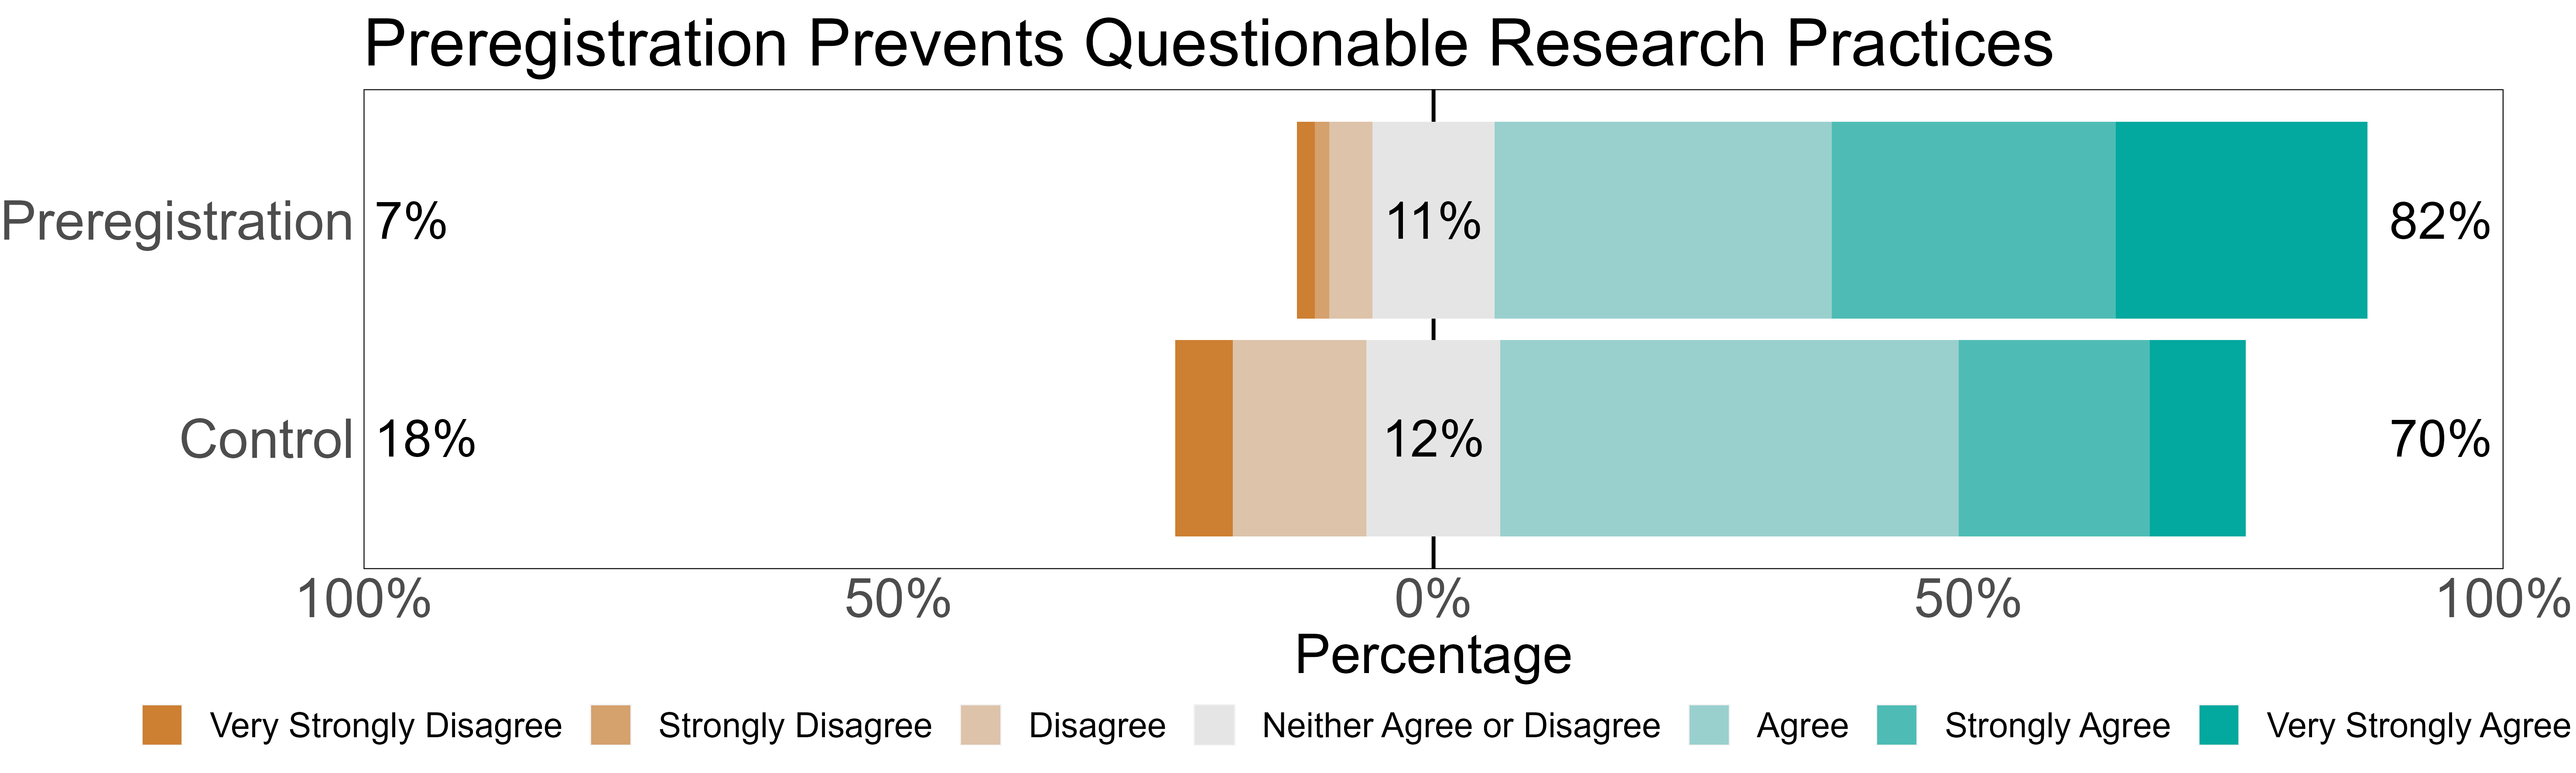 Preregistration Prevents Questionable Research Practices
Preregistration 7% 11% 82%
Control 18% 12% 70%
100% 50% 0% 50% 100%
Percentage
Very Strongly Disagree Strongly Disagree Disagree Neither Agree or Disagree Agree Strongly Agree Very Strongly Agree